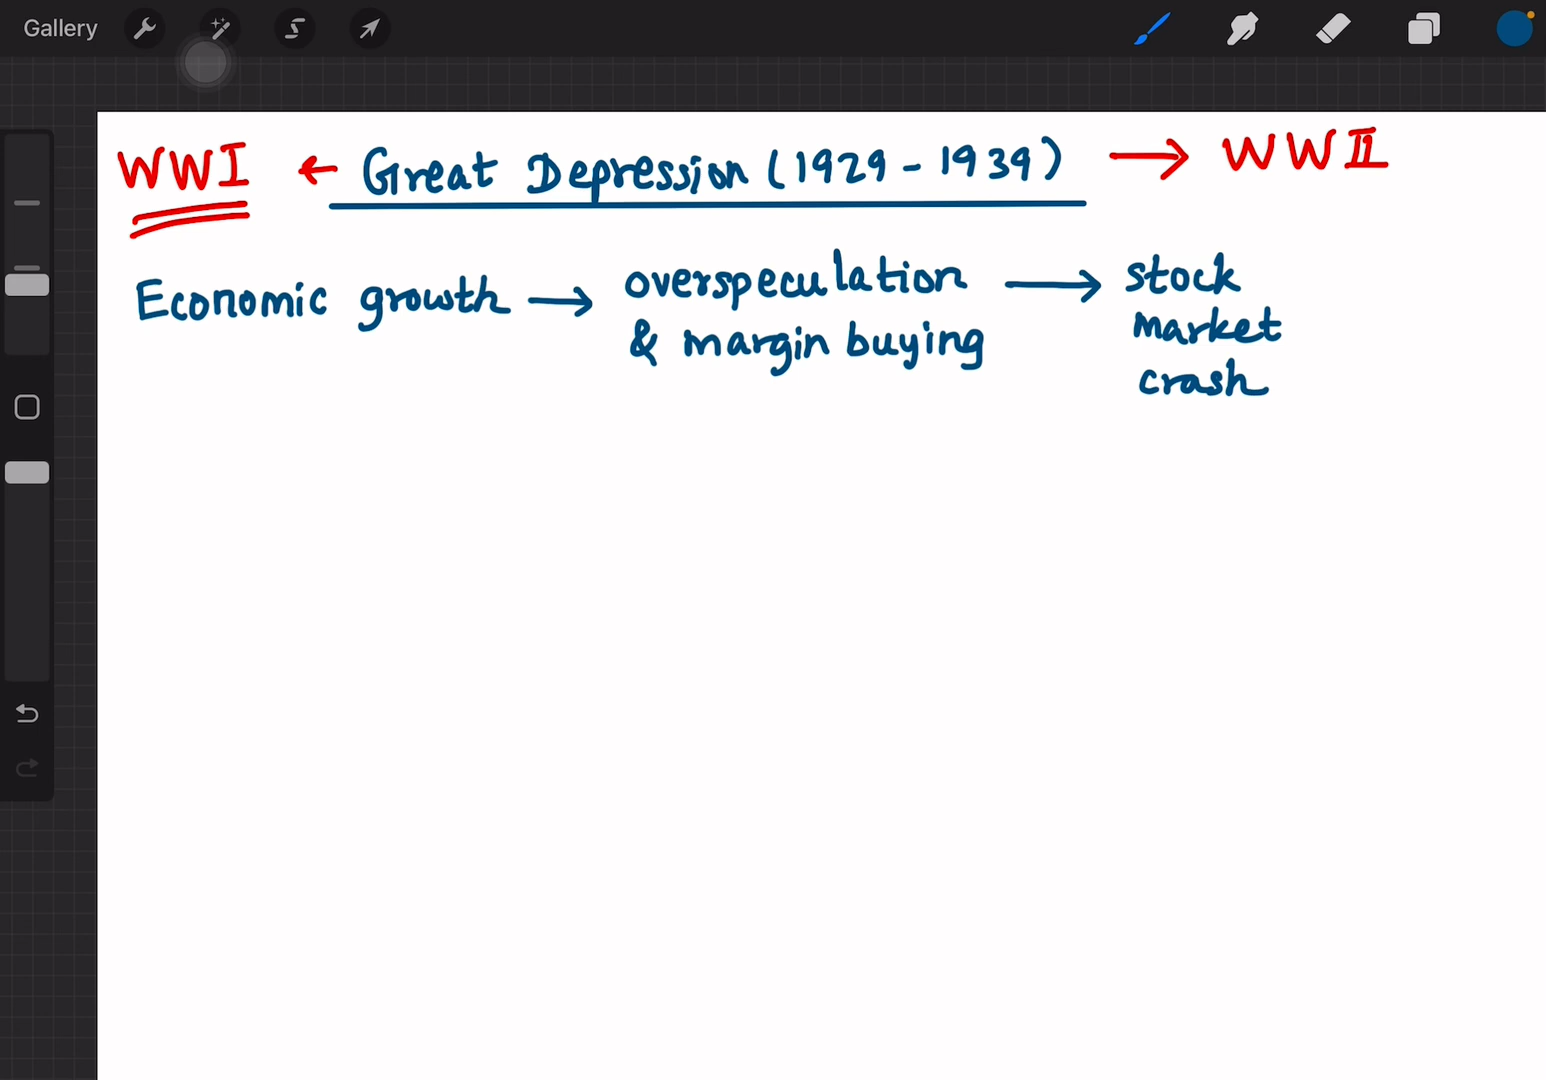 Gallery
WWI ← Great Depression (1929 - 1939) → WWII
Economic growth → overspeculation → stock
& margin buying market
crash